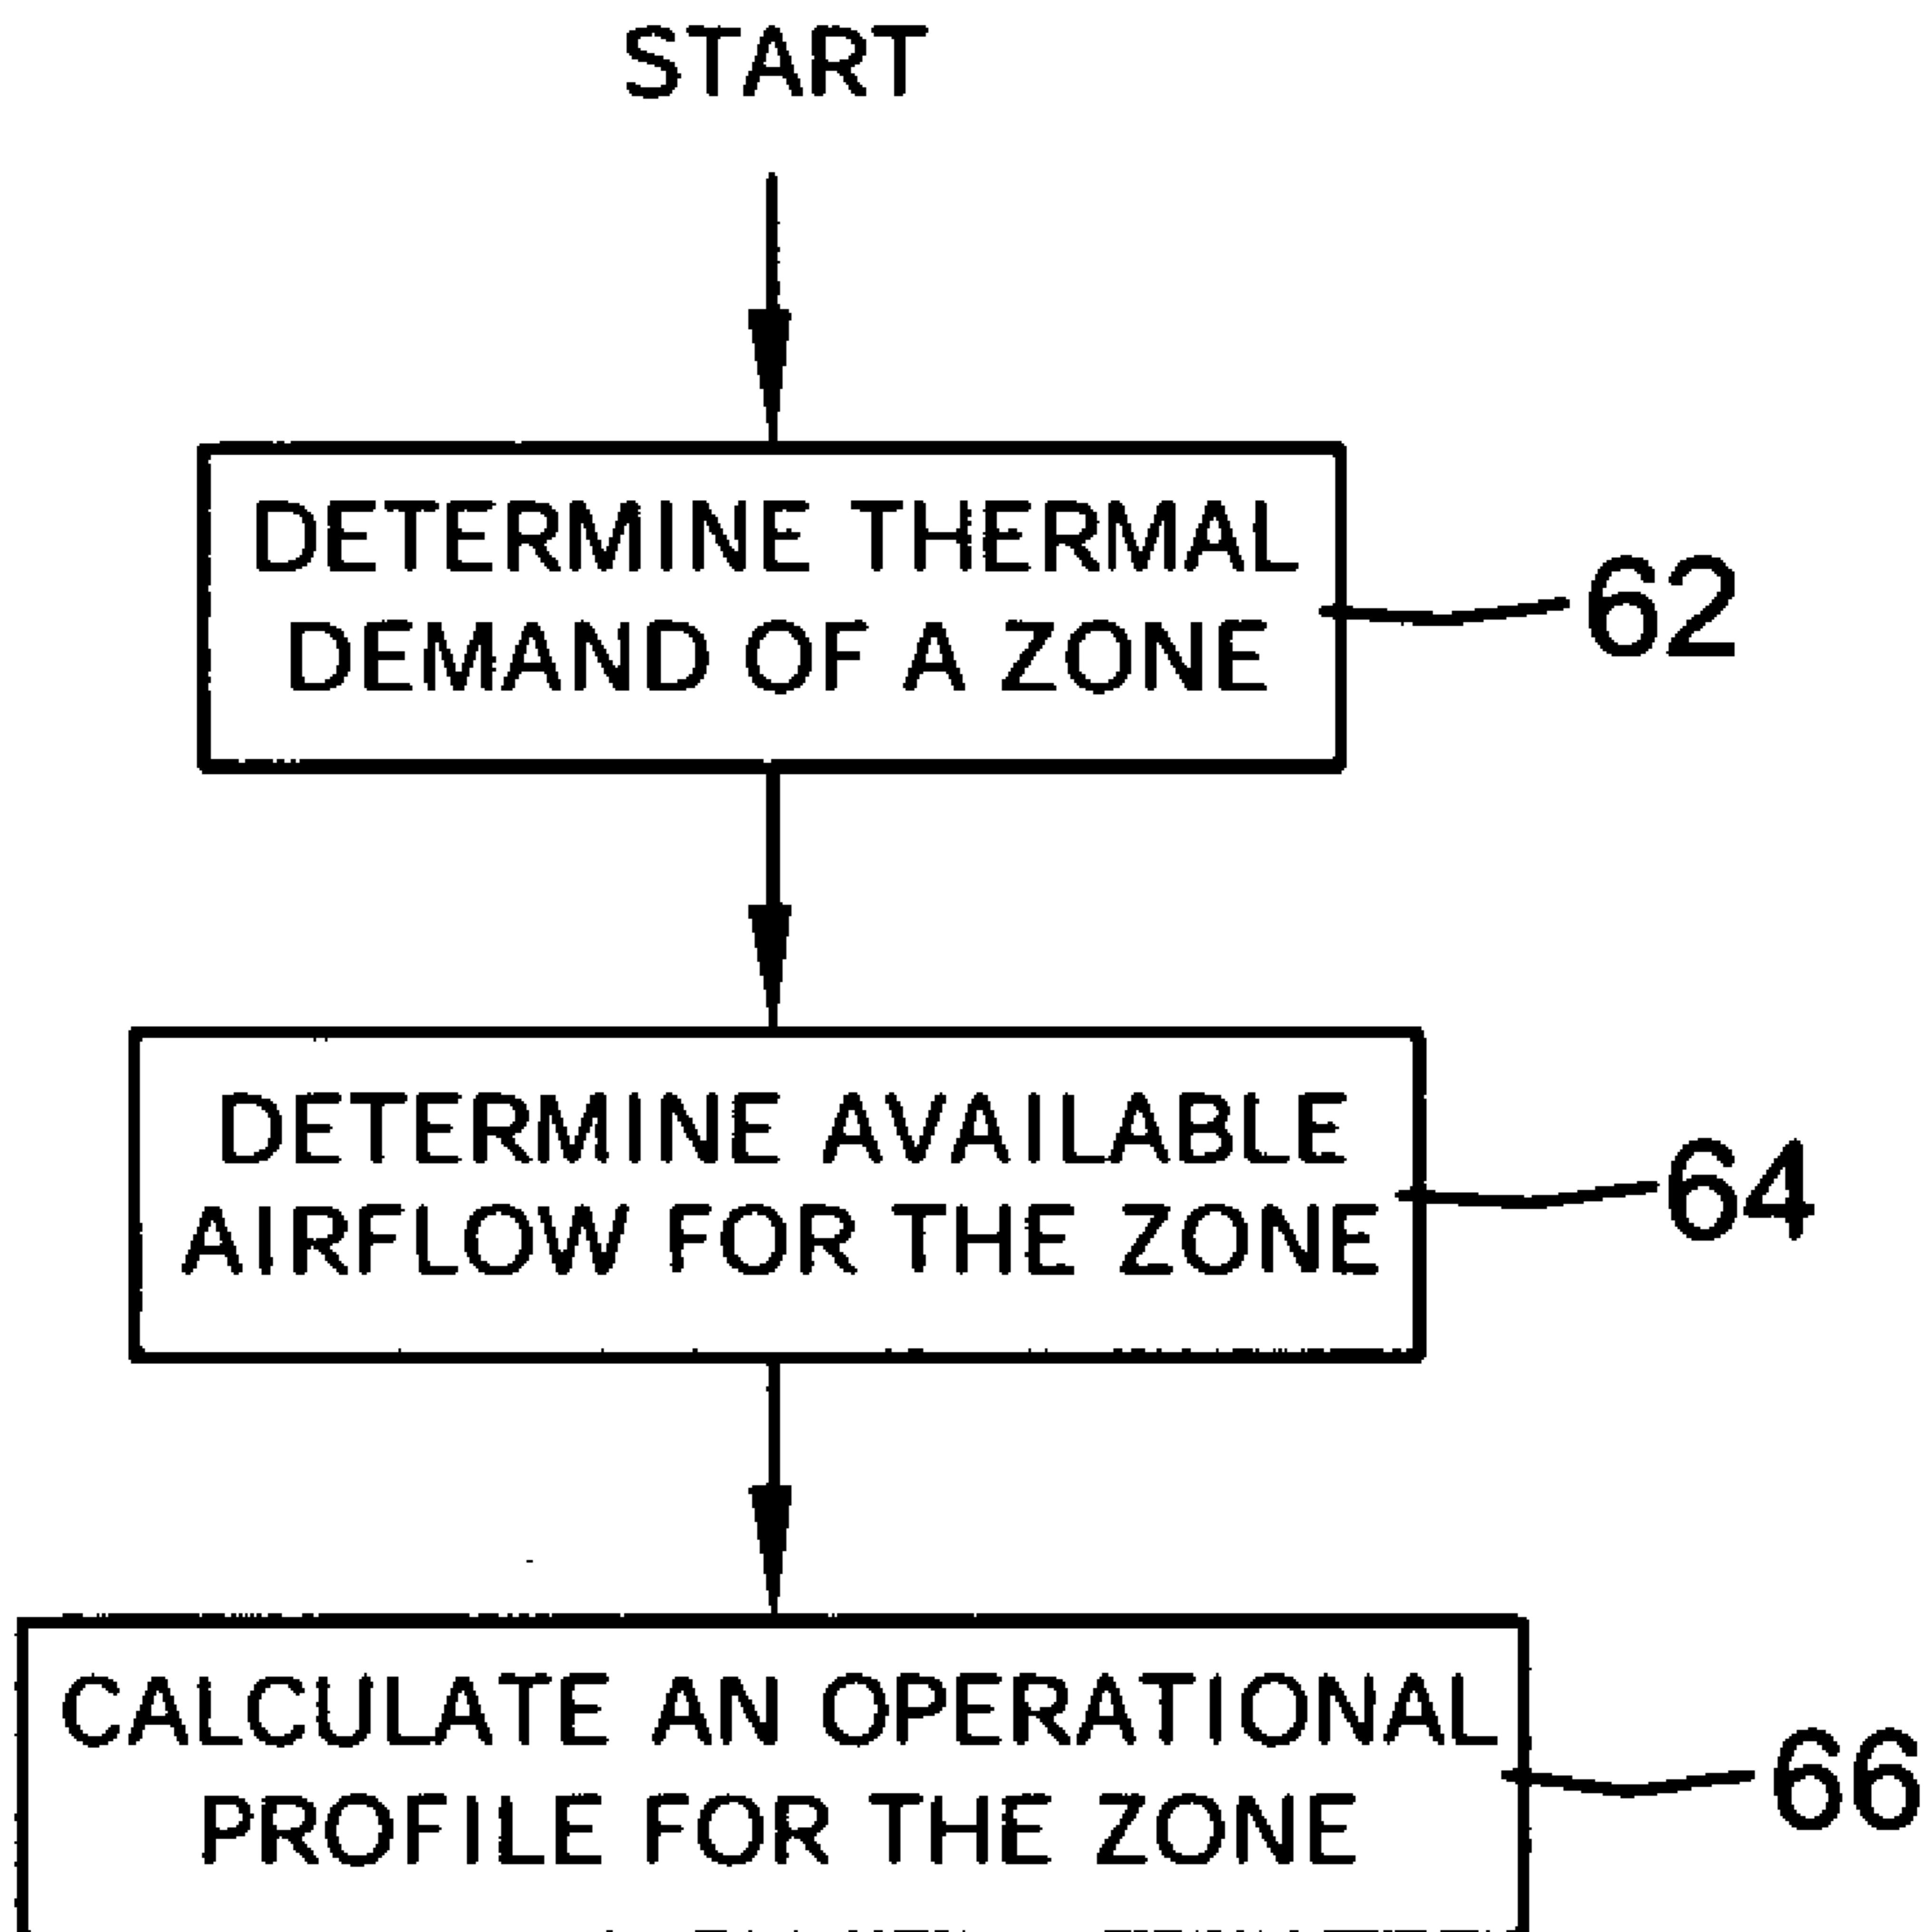 START
DETERMINE THERMAL
DEMAND OF A ZONE
62
DETERMINE AVAILABLE
AIRFLOW FOR THE ZONE
64
CALCULATE AN OPERATIONAL
PROFILE FOR THE ZONE
66